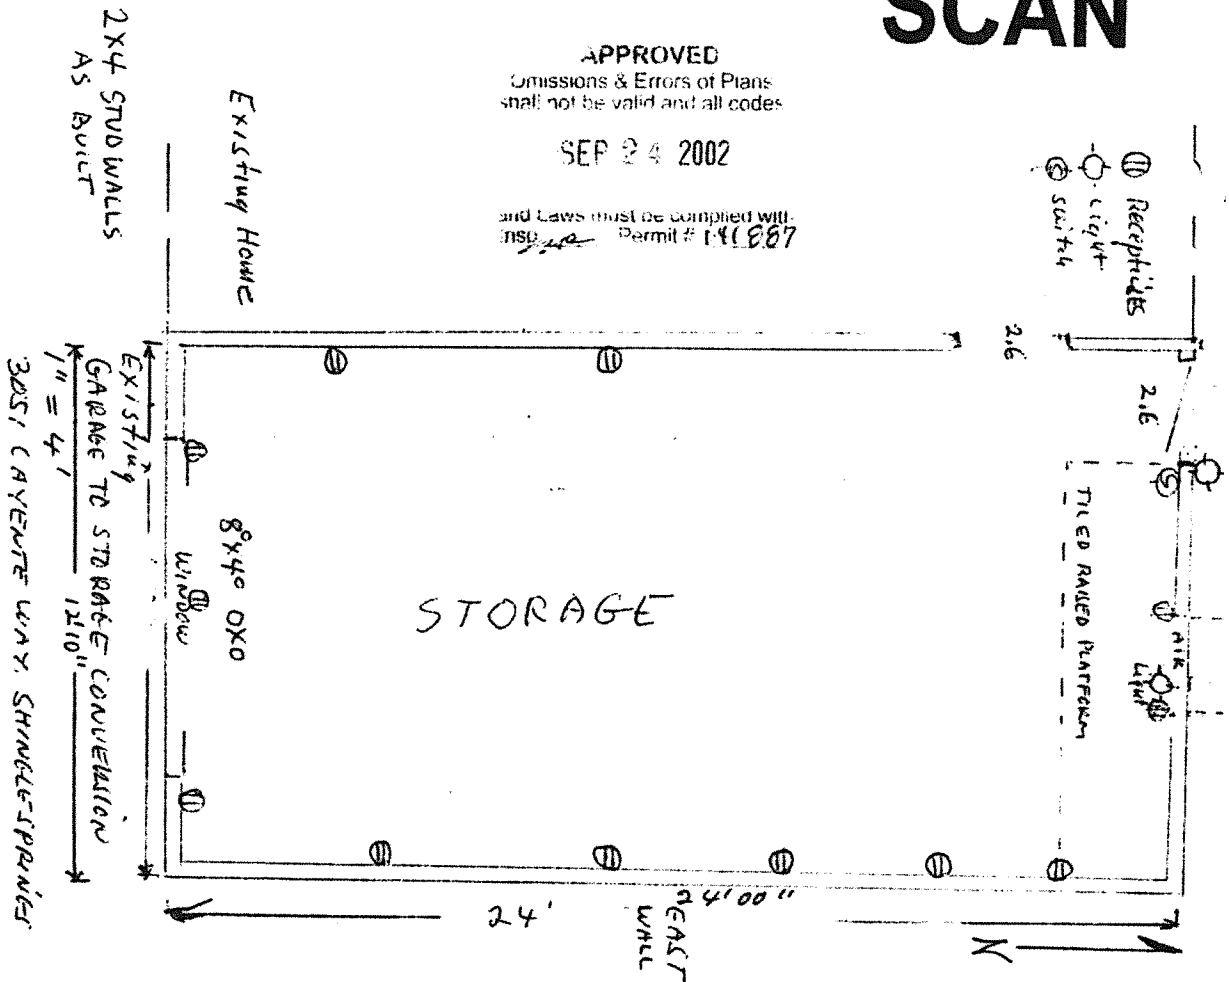 SCAN
APPROVED
Omissions & Errors of Plans
shall not be valid and all codes
SEP 24 2002
and Laws must be complied with
Permit #
Recepticles
Light
Switch
2X4 STUD WALLS
AS BUILT
Existing Home
2.6
2.6
TILED RAISED PLATFORM
AIR
Light
8°X4° OXO
WINDOW
STORAGE
Existing
GARAGE TO STORAGE CONVERSION
1" = 4'
12'10"
3051 CAYENTE WAY. SHINGLE SPRINGS
24'
24'00"
EAST
WALL
N